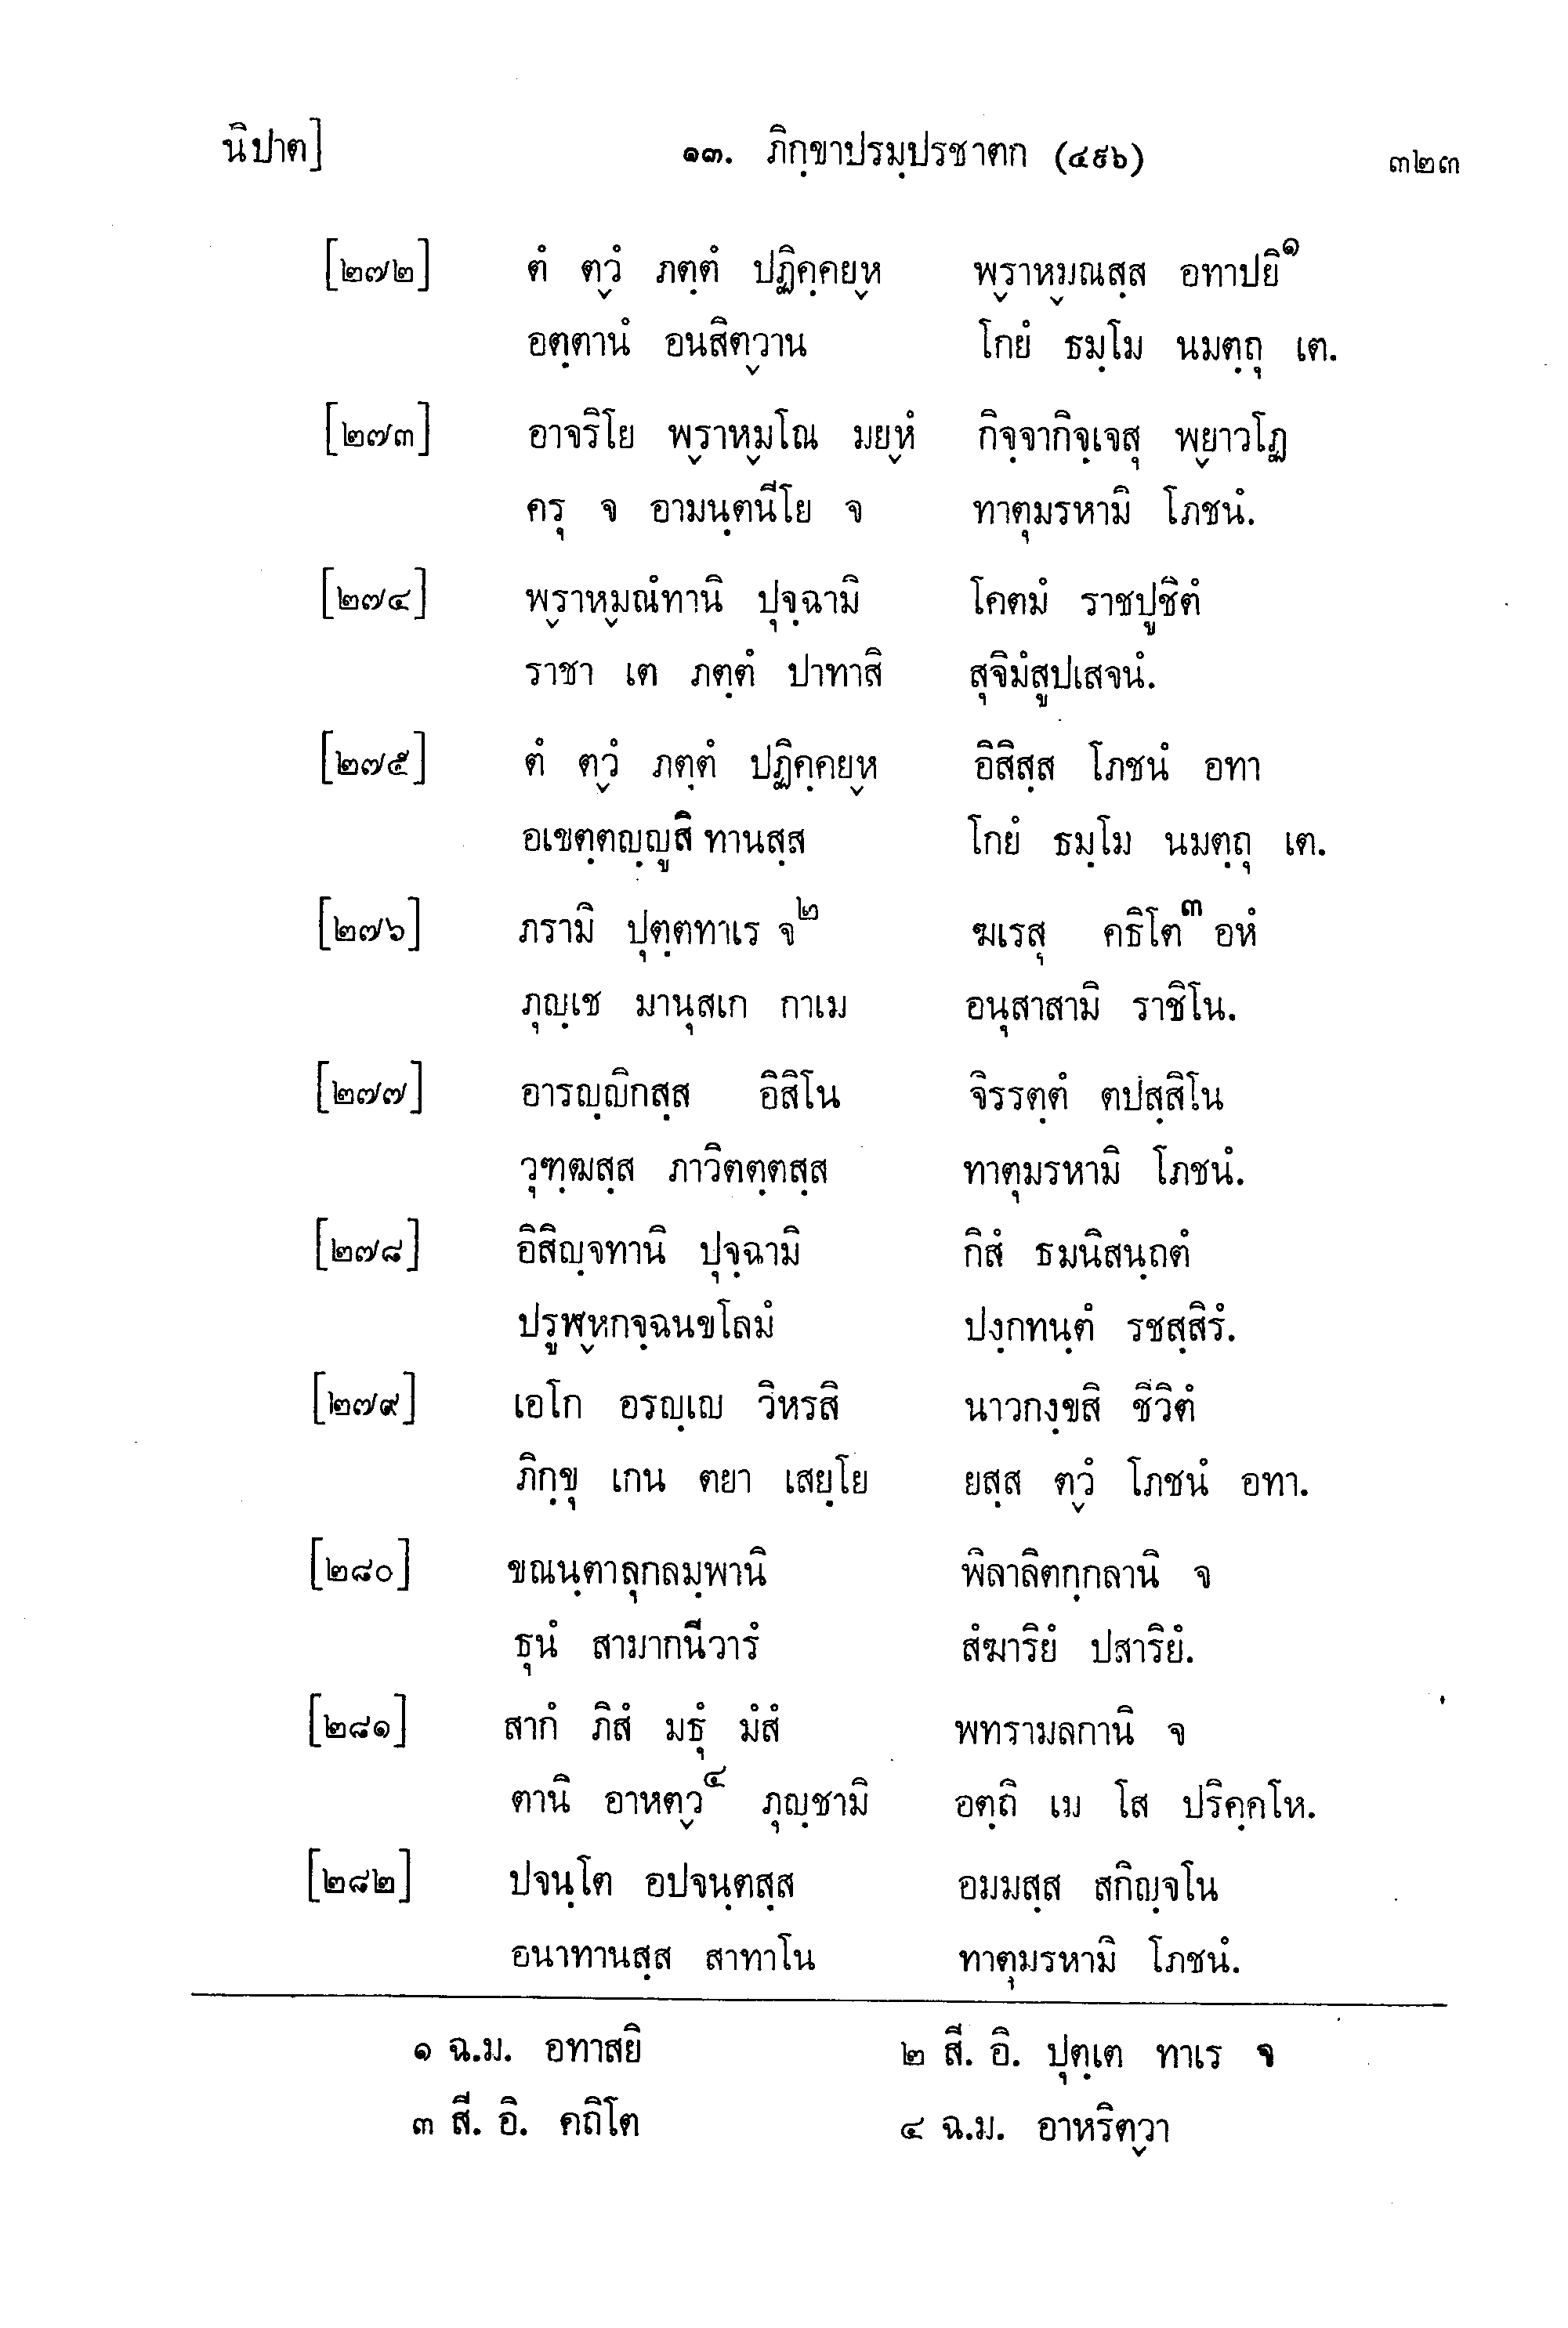 นิปาต] ๑๓. ภิกฺขาปรมฺปรชาตก (๔๙๖) ๓๒๓
[๒๗๒] ตํ ตฺวํ ภตฺตํ ปฏิคฺคยฺห พฺราหฺมณสฺส อทาปยิ๑
อตฺตานํ อนสิตฺวาน โกยํ ธมฺโม นมตฺถุ เต.
[๒๗๓] อาจริโย พฺราหฺมโณ มยฺหํ กิจฺจากิจฺเจสุ พฺยาวโฏ
ครุ จ อามนฺตนีโย จ ทาตุมรหามิ โภชนํ.
[๒๗๔] พฺราหฺมณํทานิ ปุจฺฉามิ โคตมํ ราชปูชิตํ
ราชา เต ภตฺตํ ปาทาสิ สุจิมํสูปเสจนํ.
[๒๗๕] ตํ ตฺวํ ภตฺตํ ปฏิคฺคยฺห อิสิสฺส โภชนํ อทา
อเขตฺตญฺญูสิ ทานสฺส โกยํ ธมฺโม นมตฺถุ เต.
[๒๗๖] ภรามิ ปุตฺตทาเร จ๒ ฆเรสุ คธิโต๓ อหํ
ภุญฺเช มานุสเก กาเม อนุสาสามิ ราชิโน.
[๒๗๗] อารญฺญิกสฺส อิสิโน จิรรตฺตํ ตปสฺสิโน
วุฑฺฒสฺส ภาวิตตฺตสฺส ทาตุมรหามิ โภชนํ.
[๒๗๘] อิสิญฺจทานิ ปุจฺฉามิ กิสํ ธมนิสนฺถตํ
ปรูฬฺหกจฺฉนขโลมํ ปงฺกทนฺตํ รชสฺสิรํ.
[๒๗๙] เอโก อรญฺเญ วิหรสิ นาวกงฺขสิ ชีวิตํ
ภิกฺขุ เกน ตยา เสยฺโย ยสฺส ตฺวํ โภชนํ อทา.
[๒๘๐] ขณนฺตาลุกลมฺพานิ พิลาลิตกฺกลานิ จ
ธุนํ สามากนีวารํ สํฆาริยํ ปสาริยํ.
[๒๘๑] สากํ ภิสํ มธุํ มํสํ พทรามลกานิ จ
ตานิ อาหตฺว๔ ภุญฺชามิ อตฺถิ เม โส ปริคฺคโห.
[๒๘๒] ปจนฺโต อปจนฺตสฺส อมมสฺส สกิญฺจโน
อนาทานสฺส สาทาโน ทาตุมรหามิ โภชนํ.
๑ ฉ.ม. อทาสยิ ๒ สี. อิ. ปุตฺเต ทาเร จ
๓ สี. อิ. คถิโต ๔ ฉ.ม. อาหริตฺวา